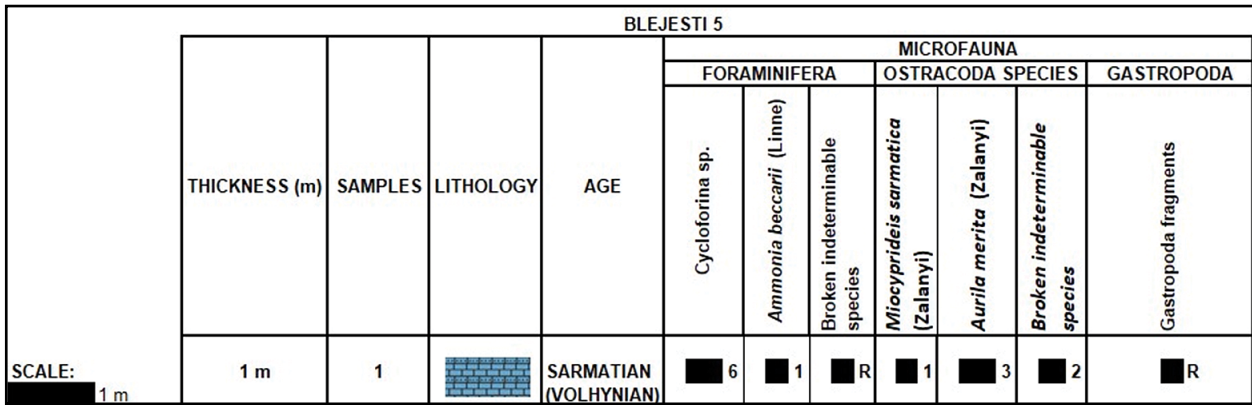 BLEJESTI 5
MICROFAUNA
FORAMINIFERA OSTRACODA SPECIES GASTROPODA
THICKNESS (m) SAMPLES LITHOLOGY AGE
Cycloforina sp.
Ammonia beccarii (Linne)
Broken indeterminable
species
Miocyprideis sarmatica
(Zalanyi)
Aurila merita (Zalanyi)
Broken indeterminable
species
Gastropoda fragments
SCALE:
1 m
1 m 1 SARMATIAN
(VOLHYNIAN)
6 1 R 1 3 2 R